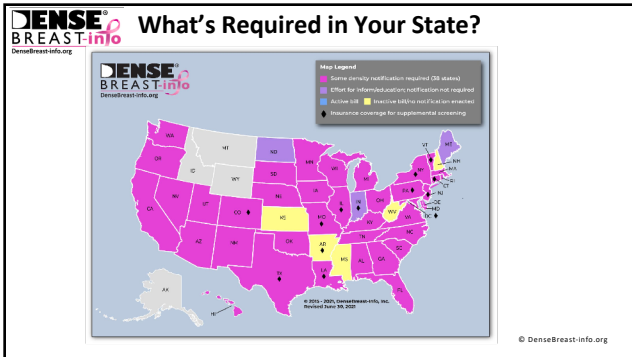 DENSE®
BREAST-info
DenseBreast-info.org
What's Required in Your State?
DENSE®
BREAST-info
DenseBreast-info.org
Map Legend
Some density notification required (38 states)
Effort for inform/education; notification not required
Active bill
Inactive bill/no notification enacted
Insurance coverage for supplemental screening
WA
MT
ND
MN
VT
NH
OR
ID
SD
WI
MI
NY
MA
RI
CT
WY
IA
PA
NJ
NV
NE
IL
IN
DE
MD
DC
UT
CO
KS
MO
WV
VA
CA
KY
NC
TN
AZ
NM
OK
AR
SC
MS
AL
GA
TX
LA
FL
AK
HI
© 2014 - 2021, DenseBreast-Info, Inc.
Revised June 30, 2021
© DenseBreast-info.org